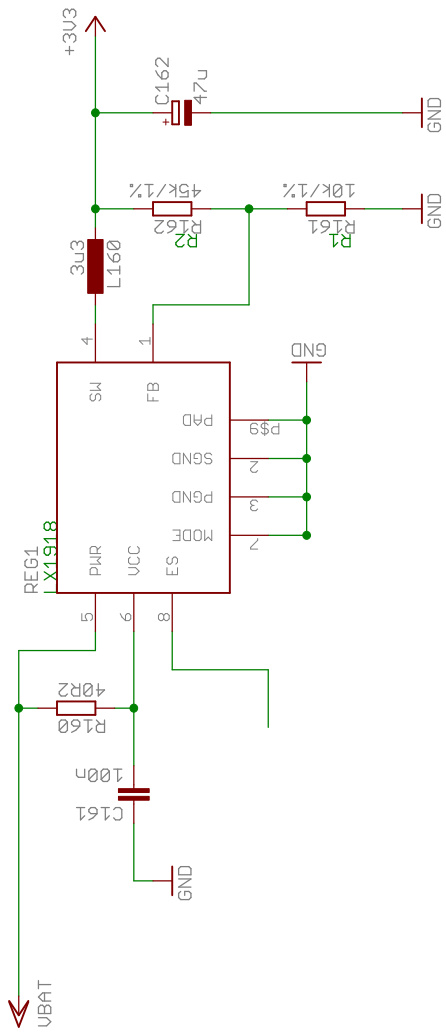 +3V3
C162
47u
+
GND
45k/1%
R162
R2
10k/1%
R161
R1
GND
3u3
L160
4
1
SW
FB
GND
PAD
P$9
SGND
2
PGND
3
MODE
7
REG1
X1918
PWR
VCC
ES
5
6
8
40R2
R160
100n
C161
GND
VBAT